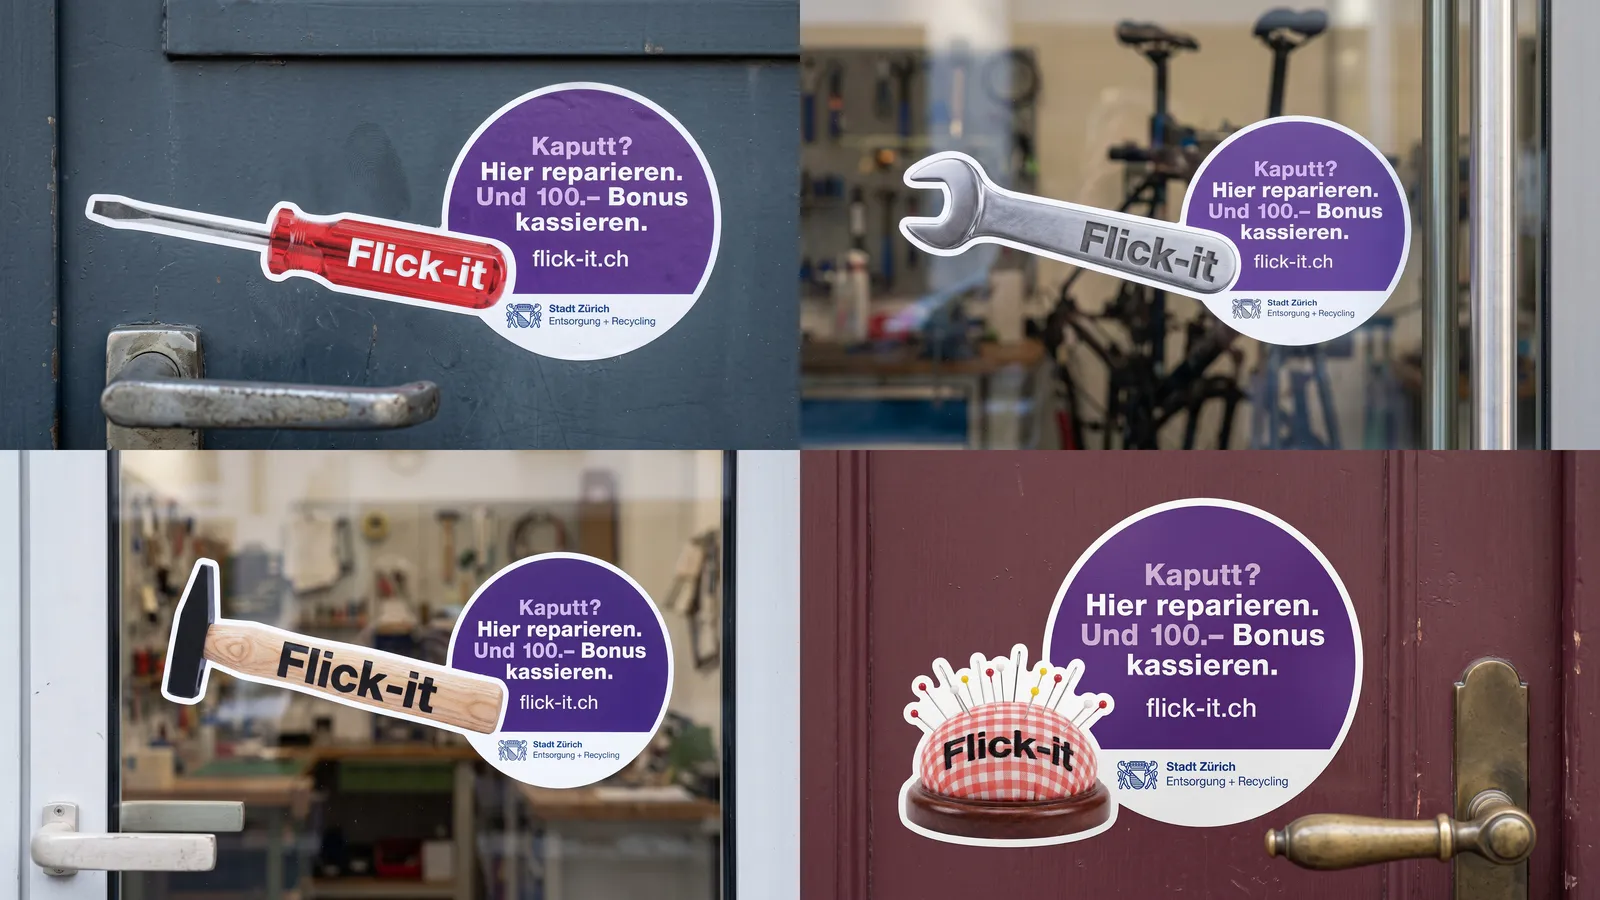 Kaputt?
Hier reparieren.
Und 100.– Bonus
kassieren.
flick-it.ch
Flick-it
Stadt Zürich
Entsorgung + Recycling
Kaputt?
Hier reparieren.
Und 100.– Bonus
kassieren.
flick-it.ch
Flick-it
Stadt Zürich
Entsorgung + Recycling
Kaputt?
Hier reparieren.
Und 100.– Bonus
kassieren.
flick-it.ch
Flick-it
Stadt Zürich
Entsorgung + Recycling
Kaputt?
Hier reparieren.
Und 100.– Bonus
kassieren.
flick-it.ch
Flick-it
Stadt Zürich
Entsorgung + Recycling